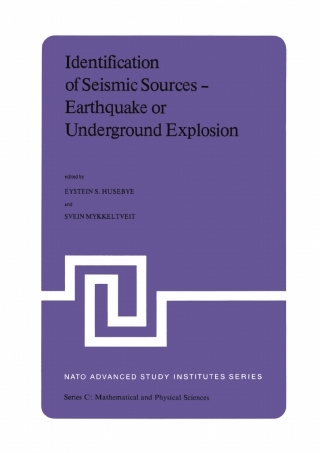 Identification
of Seismic Sources –
Earthquake or
Underground Explosion
edited by
EYSTEIN S. HUSEBYE
and
SVEIN MYKKELTVEIT
NATO ADVANCED STUDY INSTITUTES SERIES
Series C: Mathematical and Physical Sciences